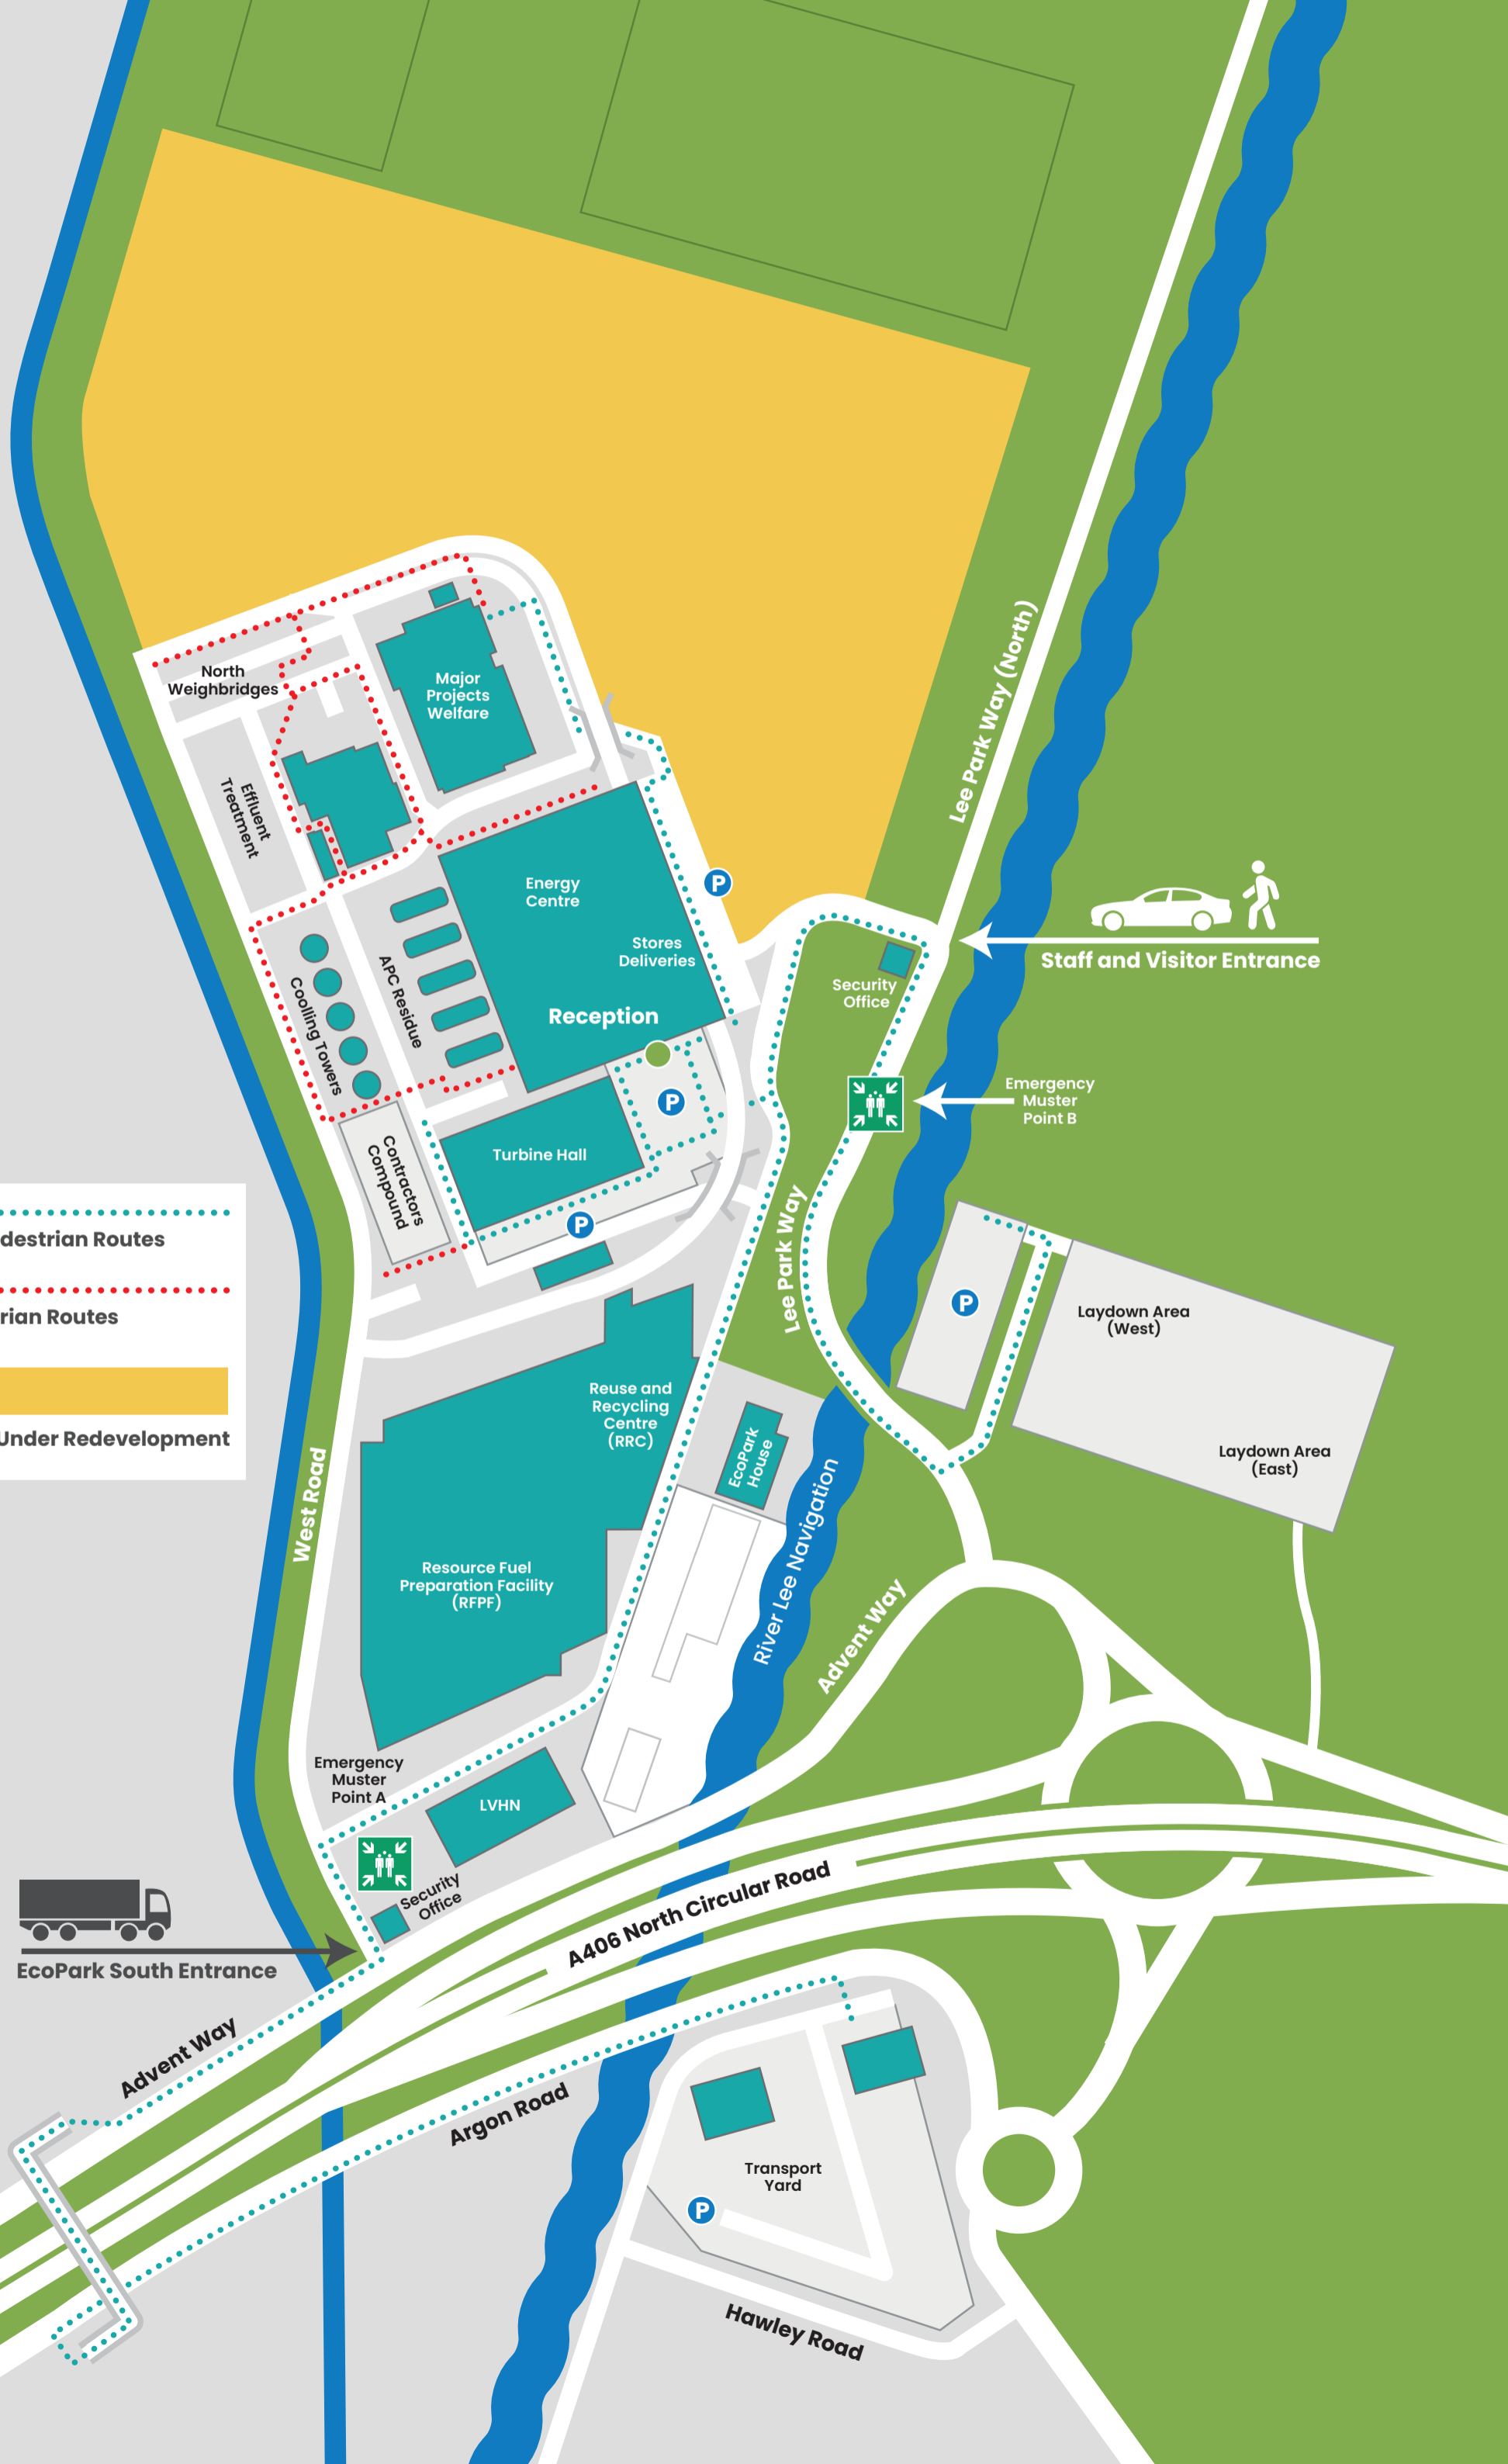 North
Weighbridges
Major
Projects
Welfare
Lee Park Way (North)
Effluent
Treatment
Energy
Centre
P
Stores
Deliveries
Reception
APC Residue
Coolling Towers
Security
Office
Staff and Visitor Entrance
P
Emergency
Muster
Point B
Turbine Hall
Contractors
Compound
P
Lee Park Way
destrian Routes
rian Routes
Under Redevelopment
P
Laydown Area
(West)
Laydown Area
(East)
Reuse and
Recycling
Centre
(RRC)
EcoPark
House
West Road
Resource Fuel
Preparation Facility
(RFPF)
River Lee Navigation
Advent Way
Emergency
Muster
Point A
LVHN
Security
Office
A406 North Circular Road
EcoPark South Entrance
Advent Way
Argon Road
Transport
Yard
P
Hawley Road